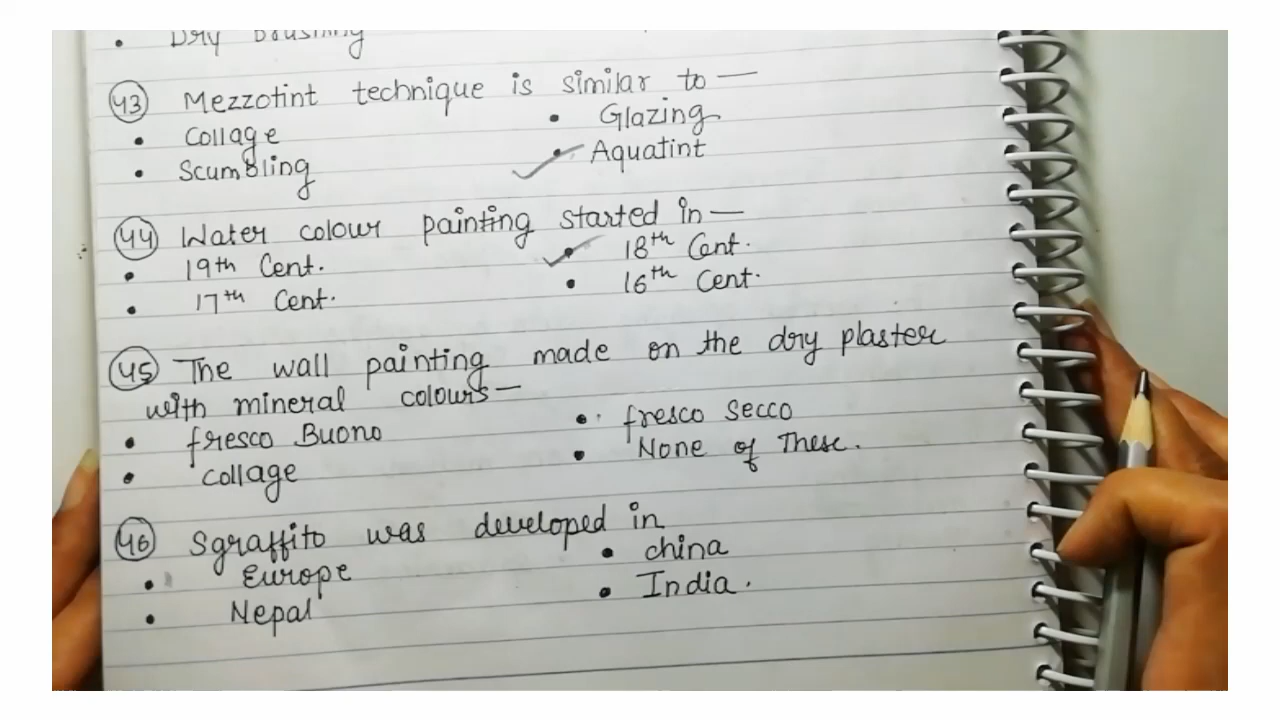 Dry Brushing
43 Mezzotint technique is similar to —
• Collage • Glazing
• Scumbling • Aquatint
44 Water colour painting started in —
• 19th Cent. • 18th Cent.
• 17th Cent. • 16th Cent.
45 The wall painting made on the dry plaster
with mineral colours —
• fresco Buono • fresco Secco
• Collage • None of These.
46 Sgraffito was developed in
• Europe • china
• Nepal • India.